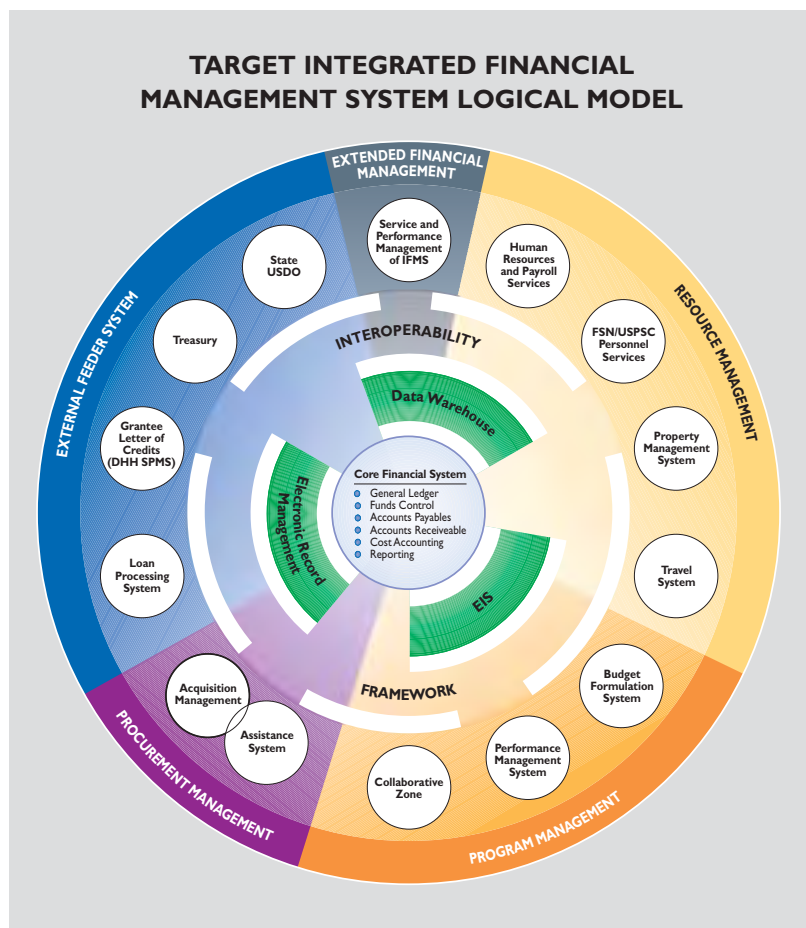 TARGET INTEGRATED FINANCIAL
MANAGEMENT SYSTEM LOGICAL MODEL
EXTENDED FINANCIAL
MANAGEMENT
Service and
Performance
Management
of IFMS
RESOURCE MANAGEMENT
Human
Resources
and Payroll
Services
FSN/USPSC
Personnel
Services
Property
Management
System
Travel
System
PROGRAM MANAGEMENT
Budget
Formulation
System
Performance
Management
System
Collaborative
Zone
PROCUREMENT MANAGEMENT
Assistance
System
Acquisition
Management
EXTERNAL FEEDER SYSTEM
Loan
Processing
System
Grantee
Letter of
Credits
(DHH SPMS)
Treasury
State
USDO
INTEROPERABILITY
Data Warehouse
Electronic Record
Management
EIS
FRAMEWORK
Core Financial System
General Ledger
Funds Control
Accounts Payables
Accounts Receiveable
Cost Accounting
Reporting